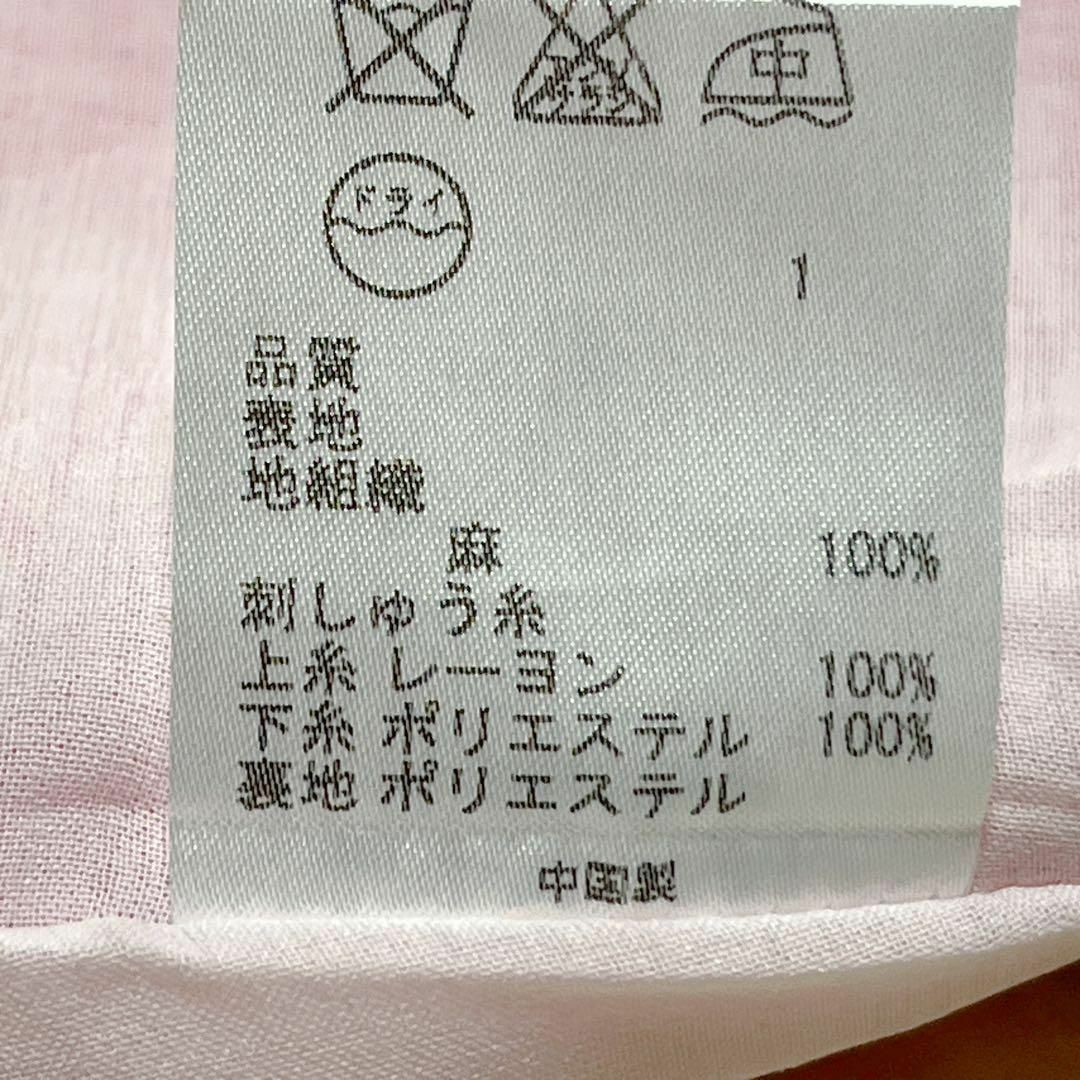 中
ドライ
1
品質
表地
地組織
麻 100%
刺しゅう糸
上糸 レーヨン 100%
下糸 ポリエステル 100%
裏地 ポリエステル
中国製